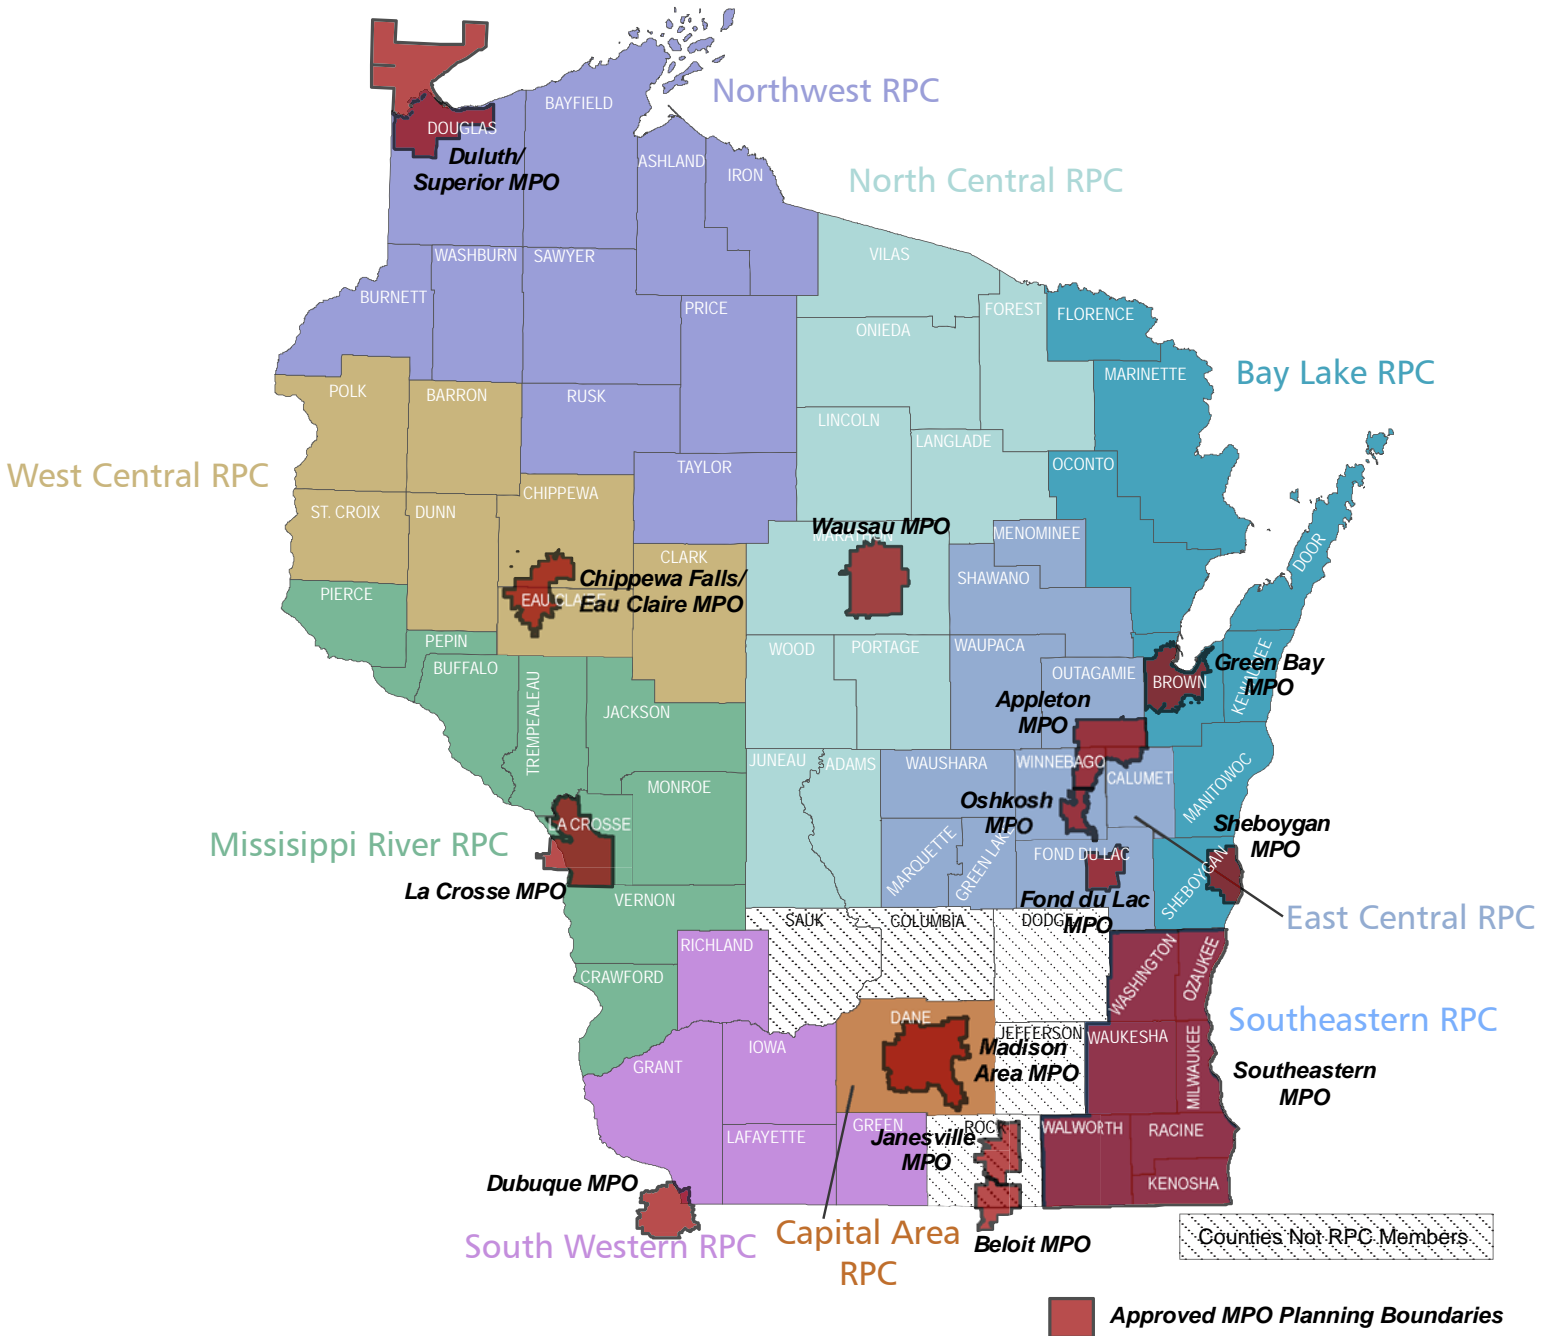 Northwest RPC
BAYFIELD
DOUGLAS
Duluth/
Superior MPO
ASHLAND
IRON
North Central RPC
VILAS
WASHBURN
SAWYER
BURNETT
PRICE
FOREST
FLORENCE
ONIEDA
Bay Lake RPC
MARINETTE
POLK
BARRON
RUSK
LINCOLN
LANGLADE
West Central RPC
TAYLOR
OCONTO
CHIPPEWA
ST. CROIX
DUNN
Wausau MPO
MARATHON
MENOMINEE
DOOR
CLARK
SHAWANO
Chippewa Falls/
Eau Claire MPO
EAU CLAIRE
PIERCE
PEPIN
BUFFALO
WOOD
PORTAGE
WAUPACA
OUTAGAMIE
BROWN
Green Bay
MPO
KEWAUNEE
TREMPEALEAU
JACKSON
Appleton
MPO
JUNEAU
ADAMS
WAUSHARA
WINNEBAGO
CALUMET
MANITOWOC
MONROE
Oshkosh
MPO
LA CROSSE
Missisippi River RPC
MARQUETTE
GREEN LAKE
FOND DU LAC
Sheboygan
MPO
SHEBOYGAN
La Crosse MPO
VERNON
Fond du Lac
MPO
East Central RPC
SAUK
COLUMBIA
DODGE
RICHLAND
CRAWFORD
WASHINGTON
OZAUKEE
DANE
JEFFERSON
WAUKESHA
MILWAUKEE
Southeastern RPC
GRANT
IOWA
Madison
Area MPO
Southeastern
MPO
LAFAYETTE
GREEN
ROCK
WALWORTH
RACINE
Janesville
MPO
KENOSHA
Dubuque MPO
South Western RPC
Capital Area
RPC
Beloit MPO
Counties Not RPC Members
Approved MPO Planning Boundaries